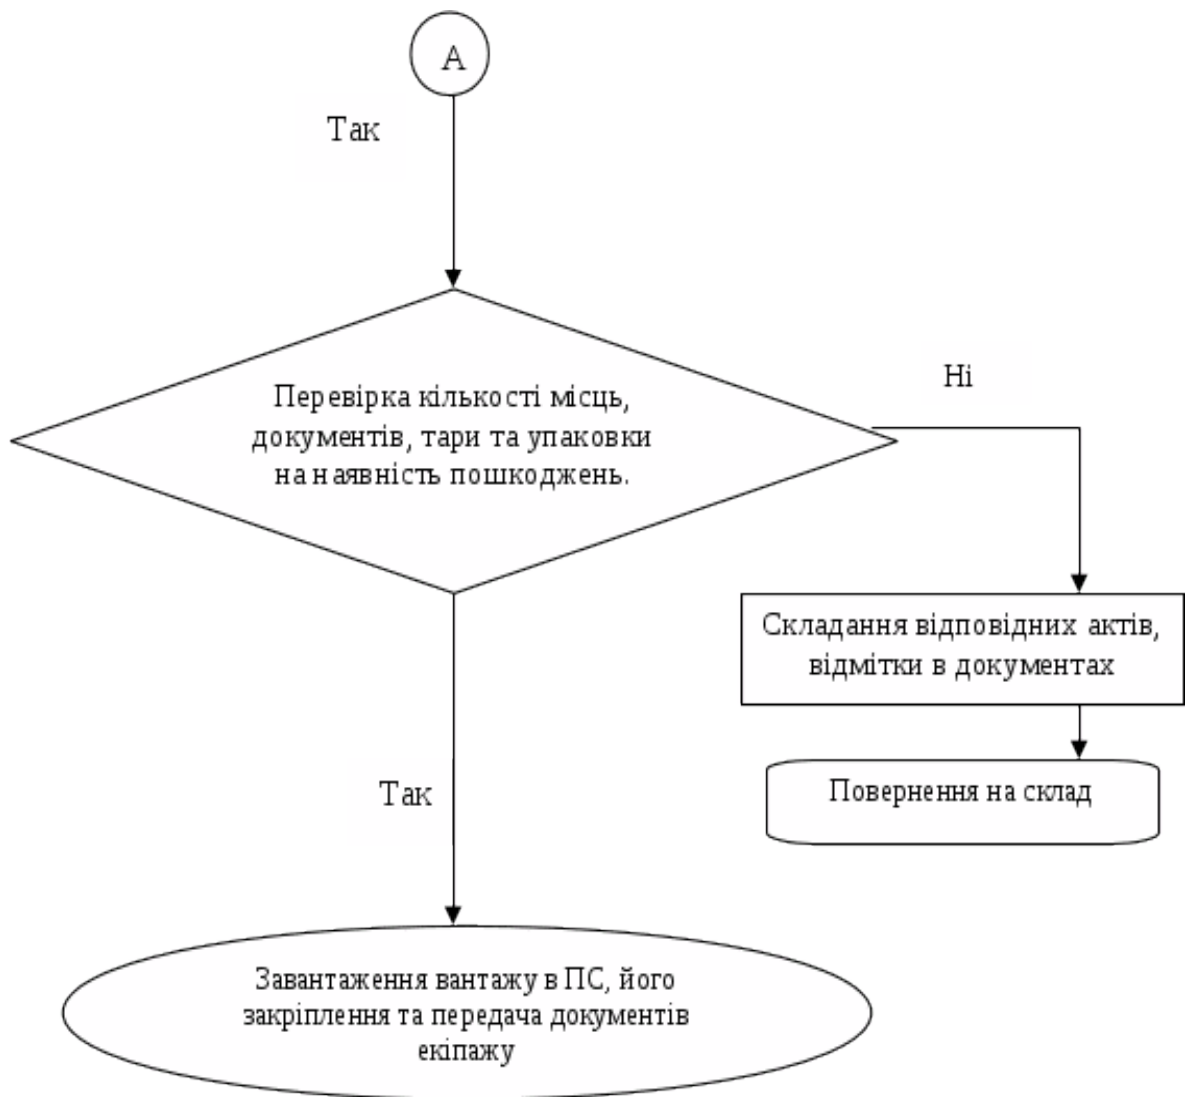 А
Так
Перевірка кількості місць,
документів, тари та упаковки
на наявність пошкоджень.
Ні
Складання відповідних актів,
відмітки в документах
Повернення на склад
Так
Завантаження вантажу в ПС, його
закріплення та передача документів
екіпажу